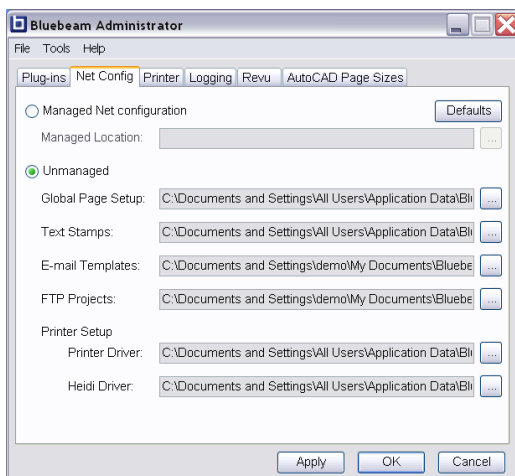 Bluebeam Administrator
File Tools Help
Plug-ins Net Config Printer Logging Revu AutoCAD Page Sizes
Managed Net configuration Defaults
Managed Location: ...
Unmanaged
Global Page Setup: C:\Documents and Settings\All Users\Application Data\Blu ...
Text Stamps: C:\Documents and Settings\All Users\Application Data\Blu ...
E-mail Templates: C:\Documents and Settings\demo\My Documents\Bluebe ...
FTP Projects: C:\Documents and Settings\demo\My Documents\Bluebe ...
Printer Setup
Printer Driver: C:\Documents and Settings\All Users\Application Data\Blu ...
Heidi Driver: C:\Documents and Settings\All Users\Application Data\Blu ...
Apply OK Cancel